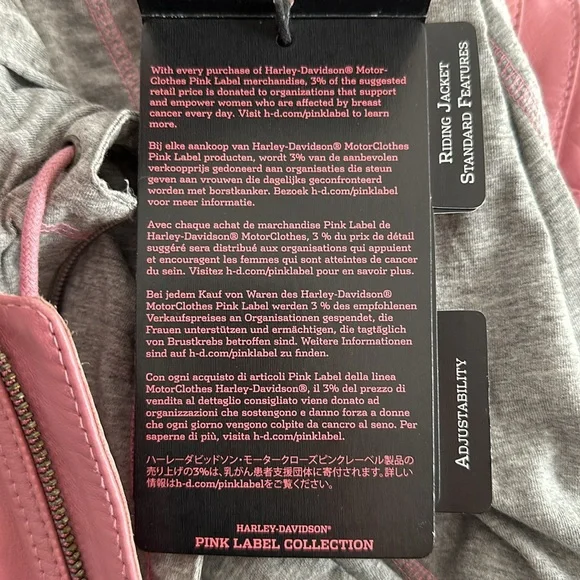 With every purchase of Harley-Davidson® Motor-
Clothes Pink Label merchandise, 3% of the suggested
retail price is donated to organizations that support
and empower women who are affected by breast
cancer every day. Visit h-d.com/pinklabel to learn
more.
Bij elke aankoop van Harley-Davidson® MotorClothes
Pink Label producten, wordt 3% van de aanbevolen
verkoopprijs gedoneerd aan organisaties die steun
geven aan vrouwen die dagelijks geconfronteerd
worden met borstkanker. Bezoek h-d.com/pinklabel
voor meer informatie.
Avec chaque achat de marchandise Pink Label de
Harley-Davidson® MotorClothes, 3 % du prix de détail
suggéré sera distribué aux organisations qui appuient
et encouragent les femmes qui sont atteintes de cancer
du sein. Visitez h-d.com/pinklabel pour en savoir plus.
Bei jedem Kauf von Waren des Harley-Davidson®
MotorClothes Pink Label werden 3 % des empfohlenen
Verkaufspreises an Organisationen gespendet, die
Frauen unterstützen und ermächtigen, die tagtäglich
von Brustkrebs betroffen sind. Weitere Informationen
sind auf h-d.com/pinklabel zu finden.
Con ogni acquisto di articoli Pink Label della linea
MotorClothes Harley-Davidson®, il 3% del prezzo di
vendita al dettaglio consigliato viene donato ad
organizzazioni che sostengono e danno forza a donne
che ogni giorno vengono colpite da cancro al seno. Per
saperne di più, visita h-d.com/pinklabel.
ハーレーダビッドソン・モータークローズピンクレーベル製品の
売り上げの3%は、乳がん患者支援団体に寄付されます。詳しい
情報はh-d.com/pinklabelをご覧ください。
HARLEY-DAVIDSON®
PINK LABEL COLLECTION
RIDING JACKET
STANDARD FEATURES
ADJUSTABILITY